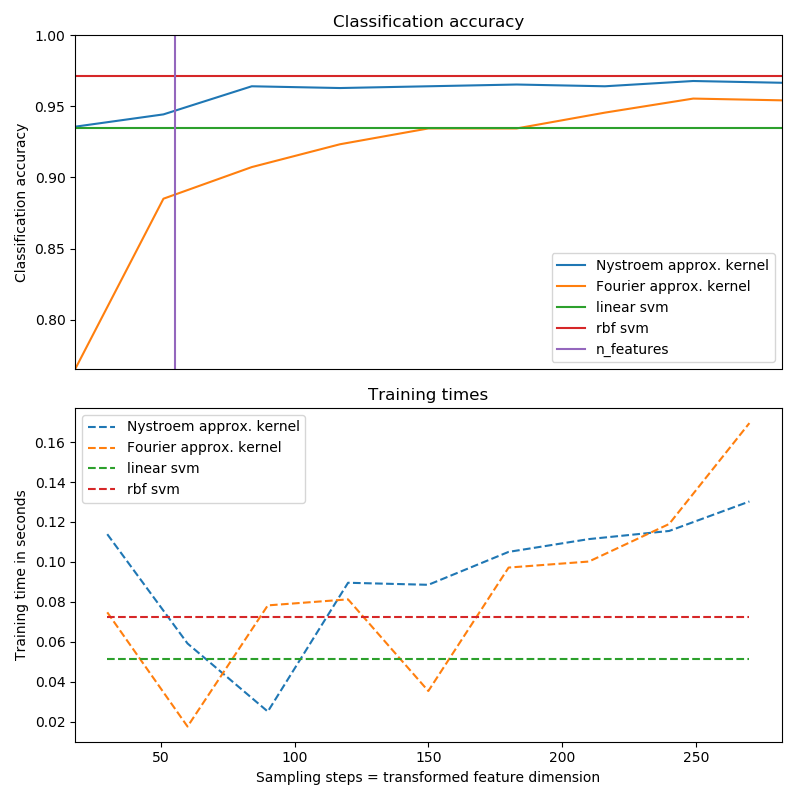 Classification accuracy
1.00
0.95
0.90
0.85
0.80
Classification accuracy
Nystroem approx. kernel
Fourier approx. kernel
linear svm
rbf svm
n_features
Training times
0.16
0.14
0.12
0.10
0.08
0.06
0.04
0.02
Training time in seconds
Nystroem approx. kernel
Fourier approx. kernel
linear svm
rbf svm
50 100 150 200 250
Sampling steps = transformed feature dimension